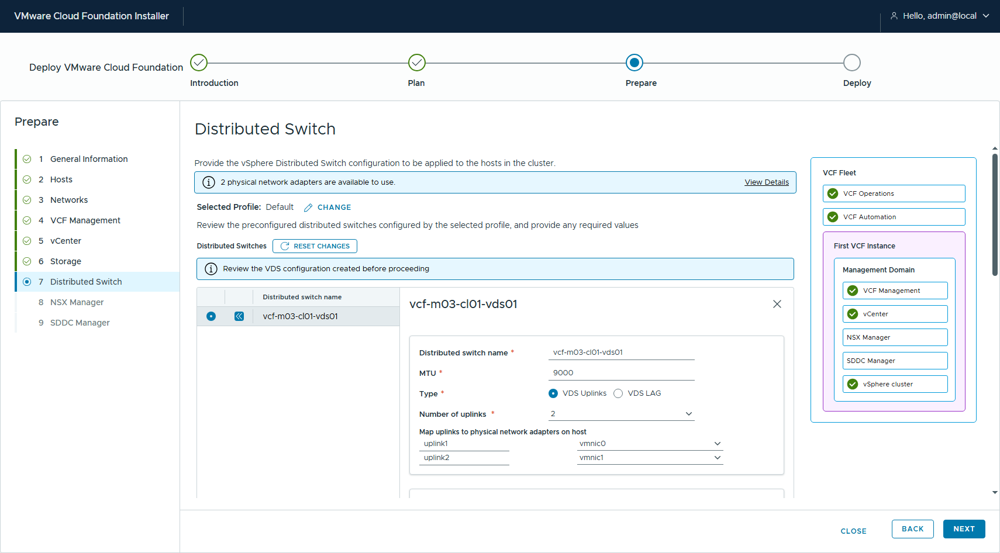 VMware Cloud Foundation Installer
Hello, admin@local
Deploy VMware Cloud Foundation
Introduction
Plan
Prepare
Deploy
Prepare
1 General Information
2 Hosts
3 Networks
4 VCF Management
5 vCenter
6 Storage
7 Distributed Switch
8 NSX Manager
9 SDDC Manager
Distributed Switch
Provide the vSphere Distributed Switch configuration to be applied to the hosts in the cluster.
2 physical network adapters are available to use. View Details
Selected Profile: Default CHANGE
Review the preconfigured distributed switches configured by the selected profile, and provide any required values
Distributed Switches RESET CHANGES
Review the VDS configuration created before proceeding
Distributed switch name
vcf-m03-cl01-vds01
vcf-m03-cl01-vds01
Distributed switch name * vcf-m03-cl01-vds01
MTU * 9000
Type * VDS Uplinks VDS LAG
Number of uplinks * 2
Map uplinks to physical network adapters on host
uplink1 vmnic0
uplink2 vmnic1
VCF Fleet
VCF Operations
VCF Automation
First VCF Instance
Management Domain
VCF Management
vCenter
NSX Manager
SDDC Manager
vSphere cluster
CLOSE BACK NEXT